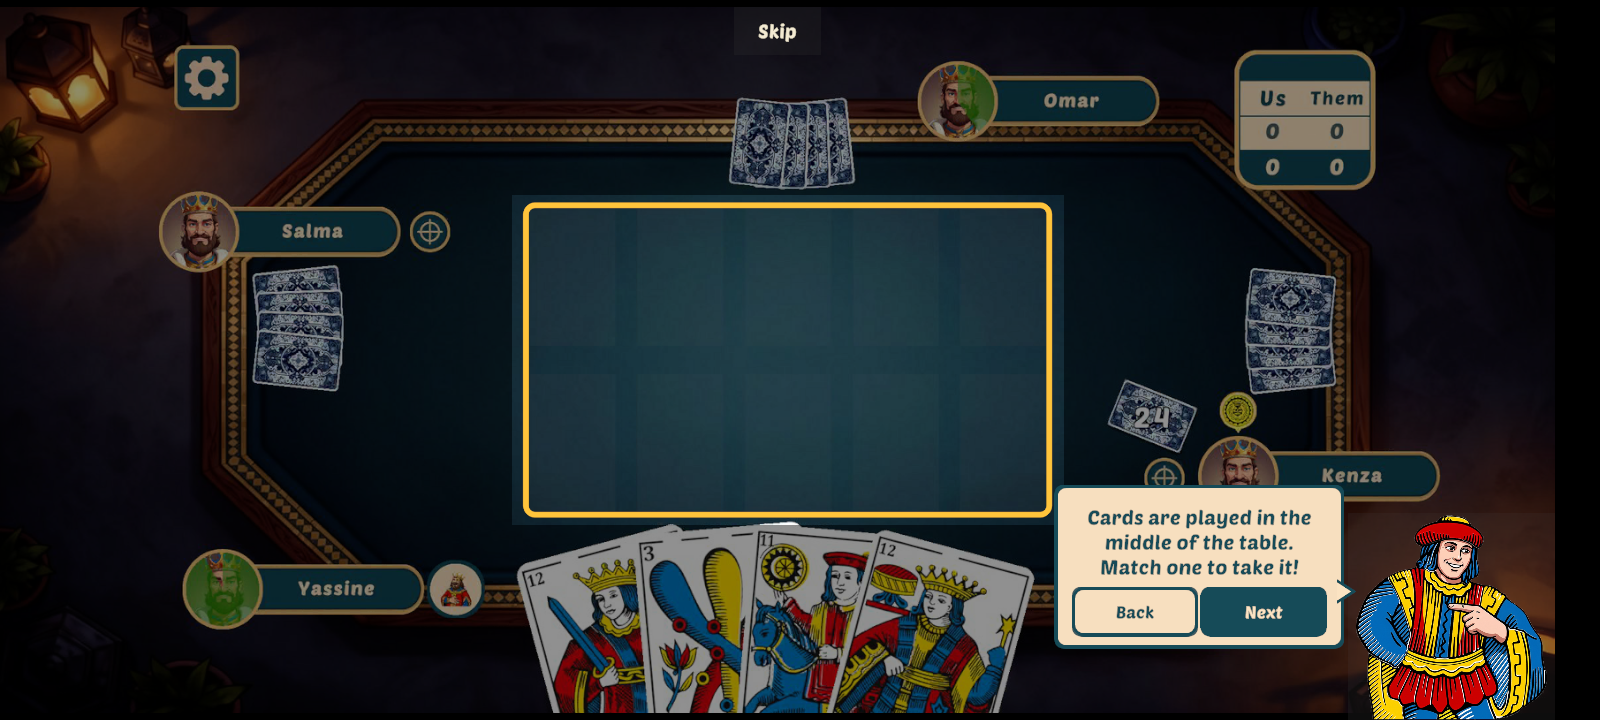 Skip
Omar
Us Them
0 0
0 0
Salma
24
Kenza
Cards are played in the
middle of the table.
Match one to take it!
Back
Next
Yassine
12
3
11
12